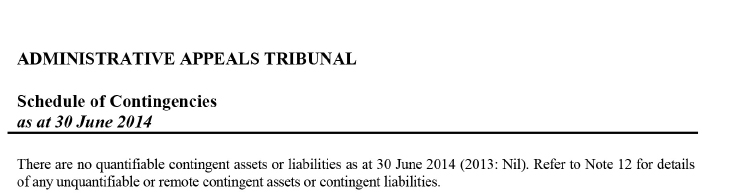 ADMINISTRATIVE APPEALS TRIBUNAL
Schedule of Contingencies
as at 30 June 2014
There are no quantifiable contingent assets or liabilities as at 30 June 2014 (2013: Nil). Refer to Note 12 for details
of any unquantifiable or remote contingent assets or contingent liabilities.